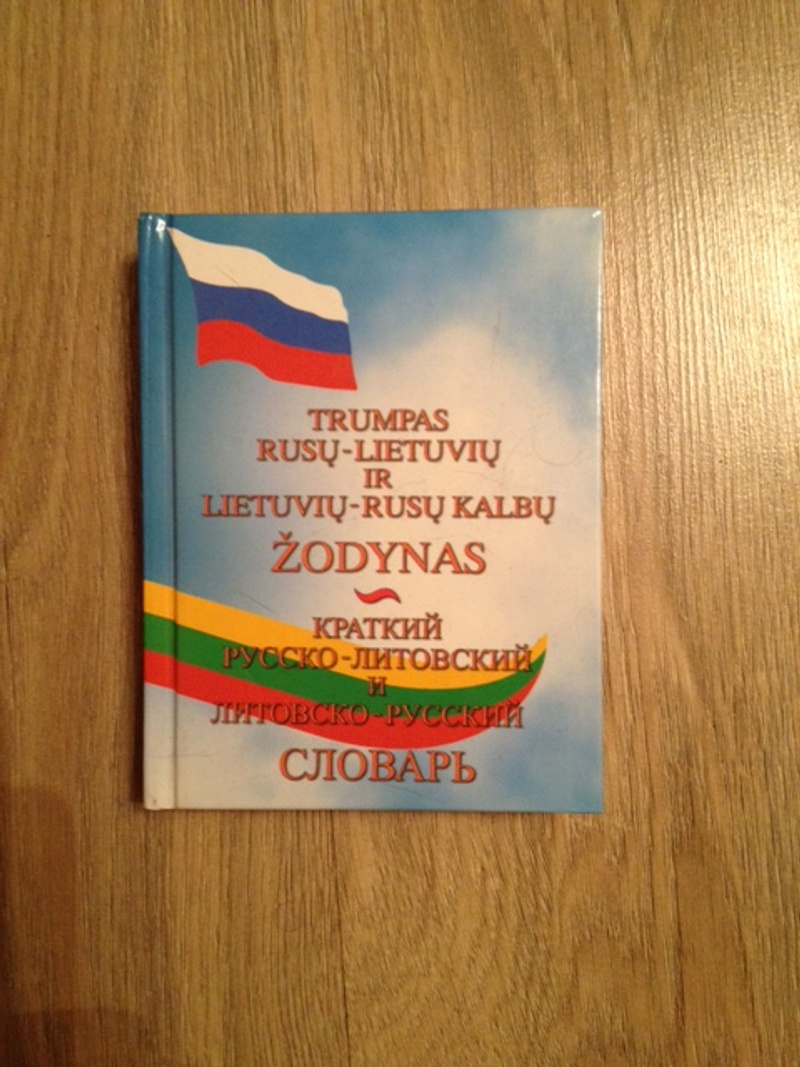 TRUMPAS
RUSŲ-LIETUVIŲ
IR
LIETUVIŲ-RUSŲ KALBŲ
ŽODYNAS
КРАТКИЙ
РУССКО-ЛИТОВСКИЙ
И
ЛИТОВСКО-РУССКИЙ
СЛОВАРЬ